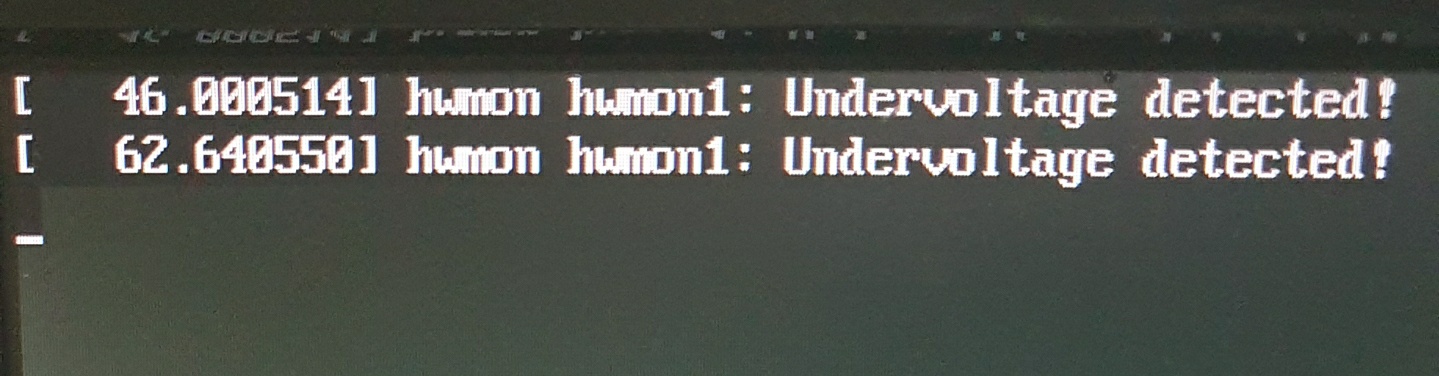 [   46.000514] hwmon hwmon1: Undervoltage detected!
[   62.640550] hwmon hwmon1: Undervoltage detected!